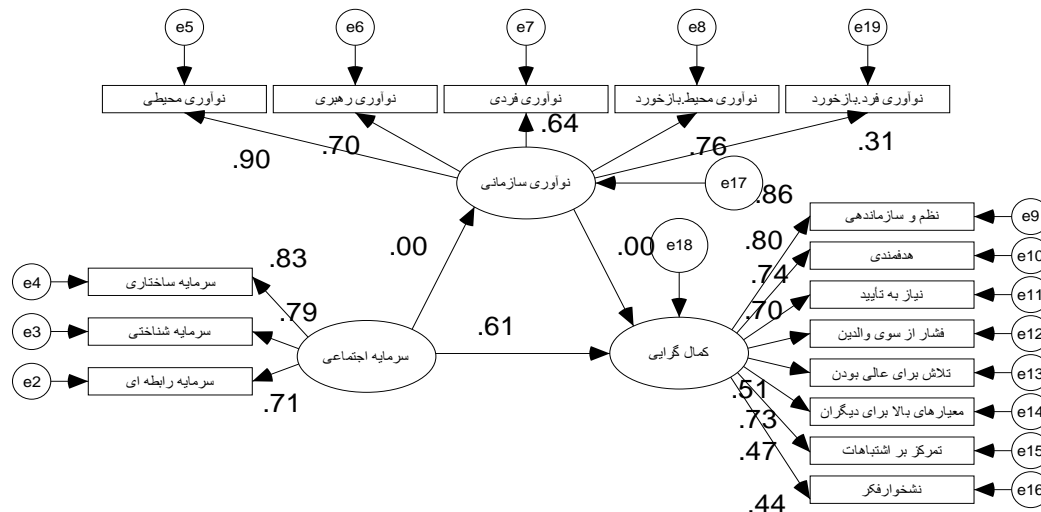 e5
e6
e7
e8
e19
نوآوری محیطی
نوآوری رهبری
نوآوری فردی
نوآوری محیط.بازخورد
نوآوری فرد.بازخورد
.90
.70
.64
.76
.31
نوآوری سازمانی
e17
.86
e18
.00
.00
نظم و سازماندهی
e9
.80
هدفمندی
e10
.74
نیاز به تأیید
e11
.70
فشار از سوی والدین
e12
تلاش برای عالی بودن
e13
.51
معیارهای بالا برای دیگران
e14
.73
تمرکز بر اشتباهات
e15
.47
نشخوارفکر
e16
.44
کمال گرایی
.61
سرمایه اجتماعی
.83
e4
سرمایه ساختاری
.79
e3
سرمایه شناختی
e2
سرمایه رابطه ای
.71